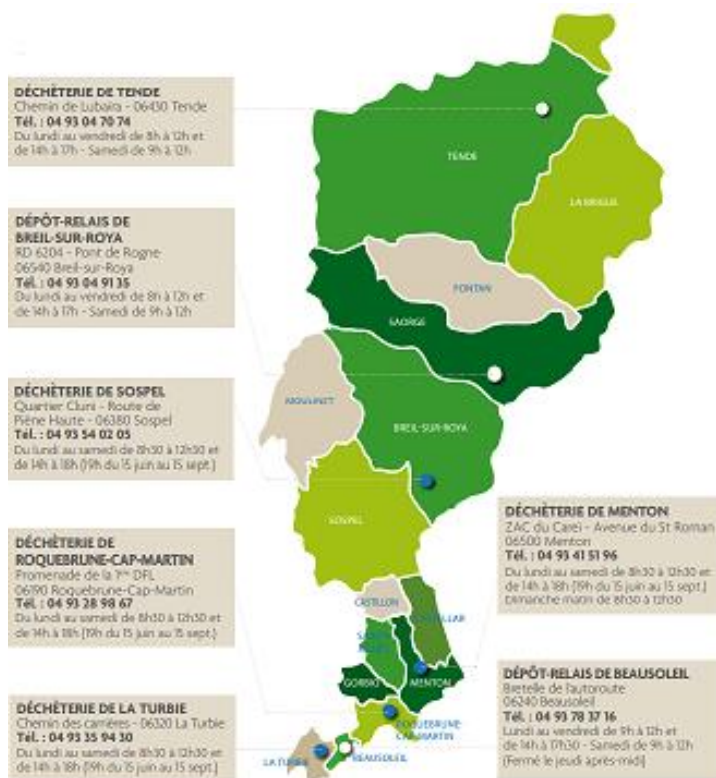 DÉCHÈTERIE DE TENDE
Chemin de Lubaira - 06430 Tende
Tél. : 04 93 04 70 74
Du lundi au vendredi de 8h à 12h et
de 14h à 17h - Samedi de 9h à 12h
TENDE
LA BRIGUE
DÉPÔT-RELAIS DE
BREIL-SUR-ROYA
RD 6204 - Pont de Rogne
06540 Breil-sur-Roya
Tél. : 04 93 04 91 35
Du lundi au vendredi de 8h à 12h et
de 14h à 17h - Samedi de 9h à 12h
FONTAN
SAORGE
DÉCHÈTERIE DE SOSPEL
Quartier Cluni - Route de
Piène Haute - 06380 Sospel
Tél. : 04 93 54 02 05
Du lundi au samedi de 8h30 à 12h30 et
de 14h à 18h (19h du 15 juin au 15 sept.)
MOULINET
BREIL-SUR-ROYA
SOSPEL
DÉCHÈTERIE DE
ROQUEBRUNE-CAP-MARTIN
Promenade de la 1ère DFL
06190 Roquebrune-Cap-Martin
Tél. : 04 93 28 98 67
Du lundi au samedi de 8h30 à 12h30 et
de 14h à 18h (19h du 15 juin au 15 sept.)
DÉCHÈTERIE DE MENTON
ZAC du Careï - Avenue du St Roman
06500 Menton
Tél. : 04 93 41 51 96
Du lundi au samedi de 8h30 à 12h30 et
de 14h à 18h (19h du 15 juin au 15 sept.)
Dimanche matin de 8h30 à 12h30
CASTILLON
GORBIO
MENTON
ROQUEBRUNE
CAP-MARTIN
LA TURBIE
BEAUSOLEIL
DÉCHÈTERIE DE LA TURBIE
Chemin des carrières - 06320 La Turbie
Tél. : 04 93 35 94 30
Du lundi au samedi de 8h30 à 12h30 et
de 14h à 18h (19h du 15 juin au 15 sept.)
DÉPÔT-RELAIS DE BEAUSOLEIL
Bretelle de l'autoroute
06240 Beausoleil
Tél. : 04 93 78 37 16
Lundi au vendredi de 9h à 12h et
de 14h à 17h30 - Samedi de 9h à 12h
(Fermé le jeudi après-midi)